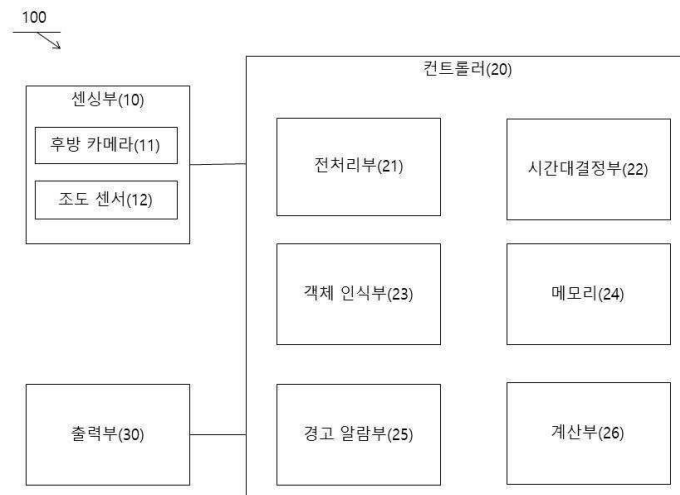 100
컨트롤러(20)
센싱부(10)
후방 카메라(11)
조도 센서(12)
전처리부(21)
시간대결정부(22)
객체 인식부(23)
메모리(24)
출력부(30)
경고 알람부(25)
계산부(26)